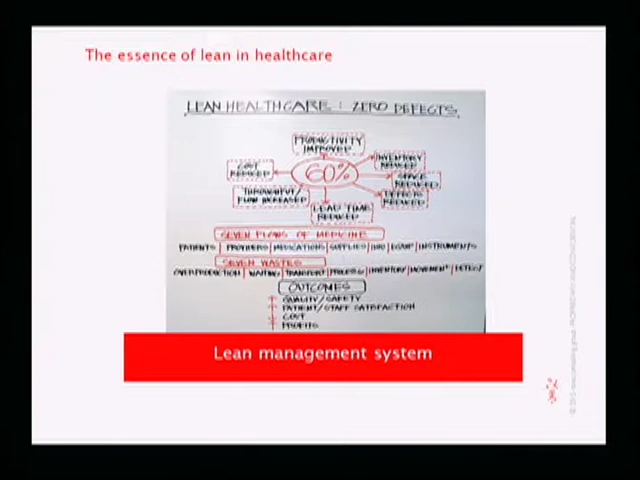 The essence of lean in healthcare
LEAN HEALTHCARE : ZERO DEFECTS
PRODUCTIVITY
IMPROVED
COST
REDUCED
60%
INVENTORY
REDUCED
SPACE
REDUCED
THROUGHPUT/
FLOW INCREASED
DEFECTS
REDUCED
LEAD TIME
REDUCED
SEVEN FLOWS OF MEDICINE
PATIENTS | PROVIDERS | MEDICATIONS | SUPPLIES | INFO | EQUIP | INSTRUMENTS
SEVEN WASTES
OVERPRODUCTION | WAITING | TRANSPORT | PROCESS | INVENTORY | MOVEMENT | DEFECT
OUTCOMES
QUALITY/SAFETY
PATIENT/STAFF SATISFACTION
COST
PROFITS
Lean management system